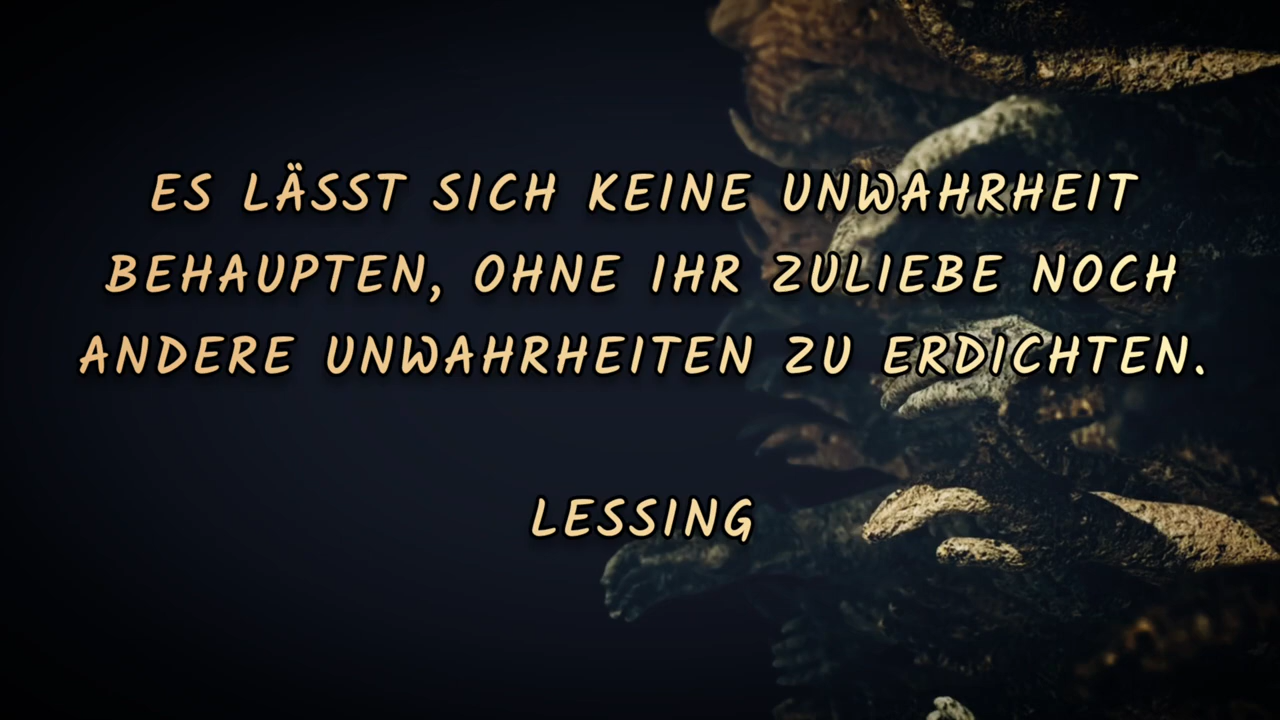 ES LÄSST SICH KEINE UNWAHRHEIT
BEHAUPTEN, OHNE IHR ZULIEBE NOCH
ANDERE UNWAHRHEITEN ZU ERDICHTEN.
LESSING